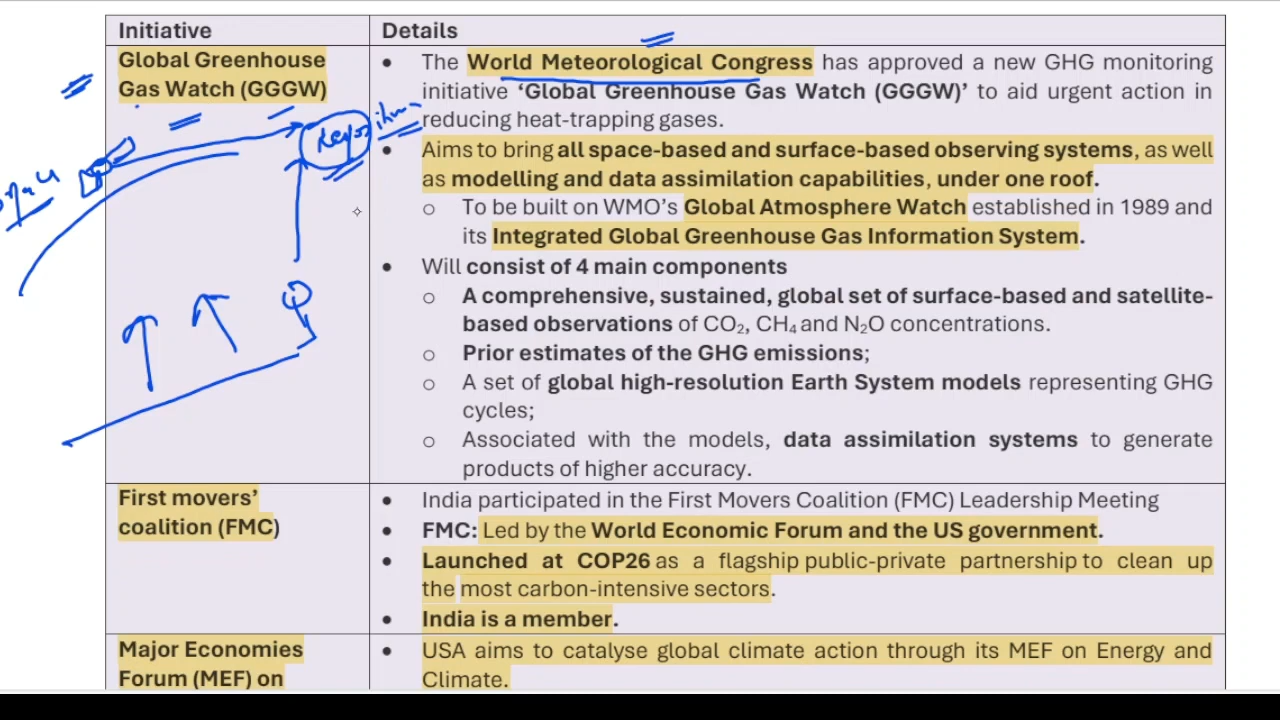 Initiative
Details
Global Greenhouse
Gas Watch (GGGW)
• The World Meteorological Congress has approved a new GHG monitoring
initiative ‘Global Greenhouse Gas Watch (GGGW)’ to aid urgent action in
reducing heat-trapping gases.
• Aims to bring all space-based and surface-based observing systems, as well
as modelling and data assimilation capabilities, under one roof.
o To be built on WMO’s Global Atmosphere Watch established in 1989 and
its Integrated Global Greenhouse Gas Information System.
• Will consist of 4 main components
o A comprehensive, sustained, global set of surface-based and satellite-
based observations of CO₂, CH₄ and N₂O concentrations.
o Prior estimates of the GHG emissions;
o A set of global high-resolution Earth System models representing GHG
cycles;
o Associated with the models, data assimilation systems to generate
products of higher accuracy.
First movers’
coalition (FMC)
• India participated in the First Movers Coalition (FMC) Leadership Meeting
• FMC: Led by the World Economic Forum and the US government.
• Launched at COP26 as a flagship public-private partnership to clean up
the most carbon-intensive sectors.
• India is a member.
Major Economies
Forum (MEF) on
• USA aims to catalyse global climate action through its MEF on Energy and
Climate.